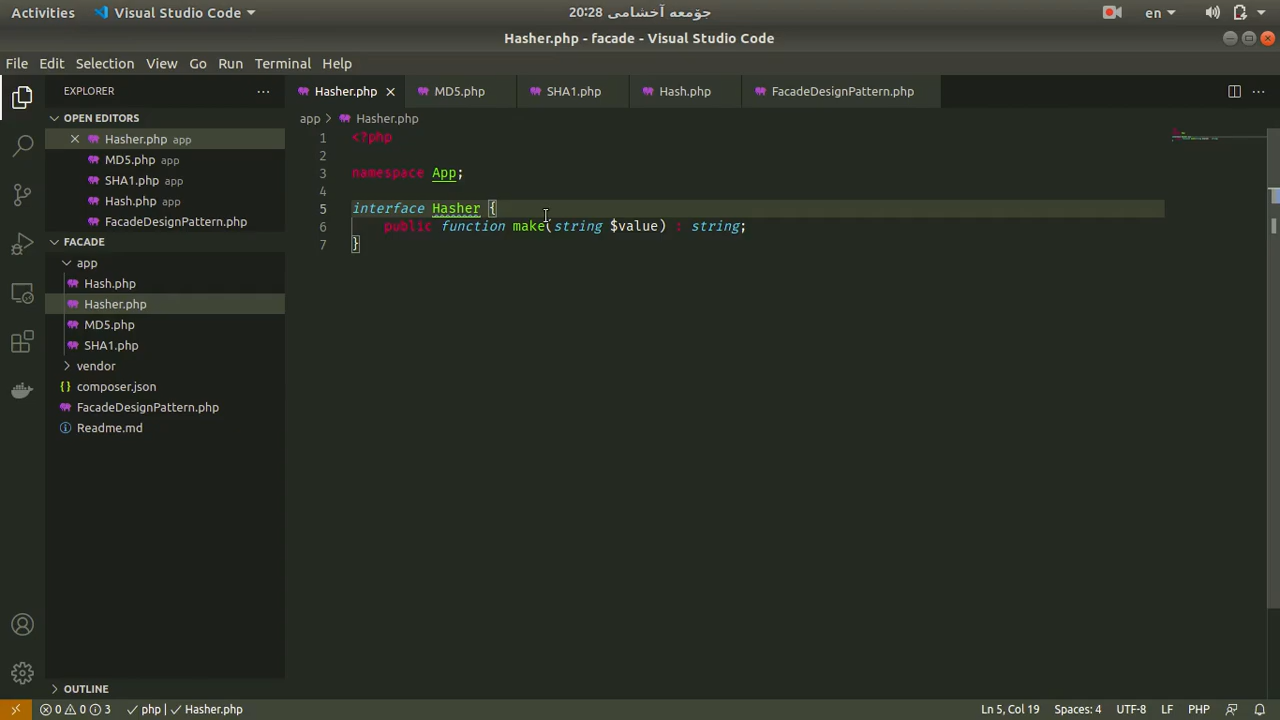 Activities
Visual Studio Code
جۆمعه آخشامی 20:28
en
Hasher.php - facade - Visual Studio Code
File Edit Selection View Go Run Terminal Help
EXPLORER
OPEN EDITORS
Hasher.php app
MD5.php app
SHA1.php app
Hash.php app
FacadeDesignPattern.php
FACADE
app
Hash.php
Hasher.php
MD5.php
SHA1.php
vendor
composer.json
FacadeDesignPattern.php
Readme.md
OUTLINE
Hasher.php MD5.php SHA1.php Hash.php FacadeDesignPattern.php
app > Hasher.php
1 <?php
2
3 namespace App;
4
5 interface Hasher {
6 public function make(string $value) : string;
7 }
0 0 3 php Hasher.php Ln 5, Col 19 Spaces: 4 UTF-8 LF PHP